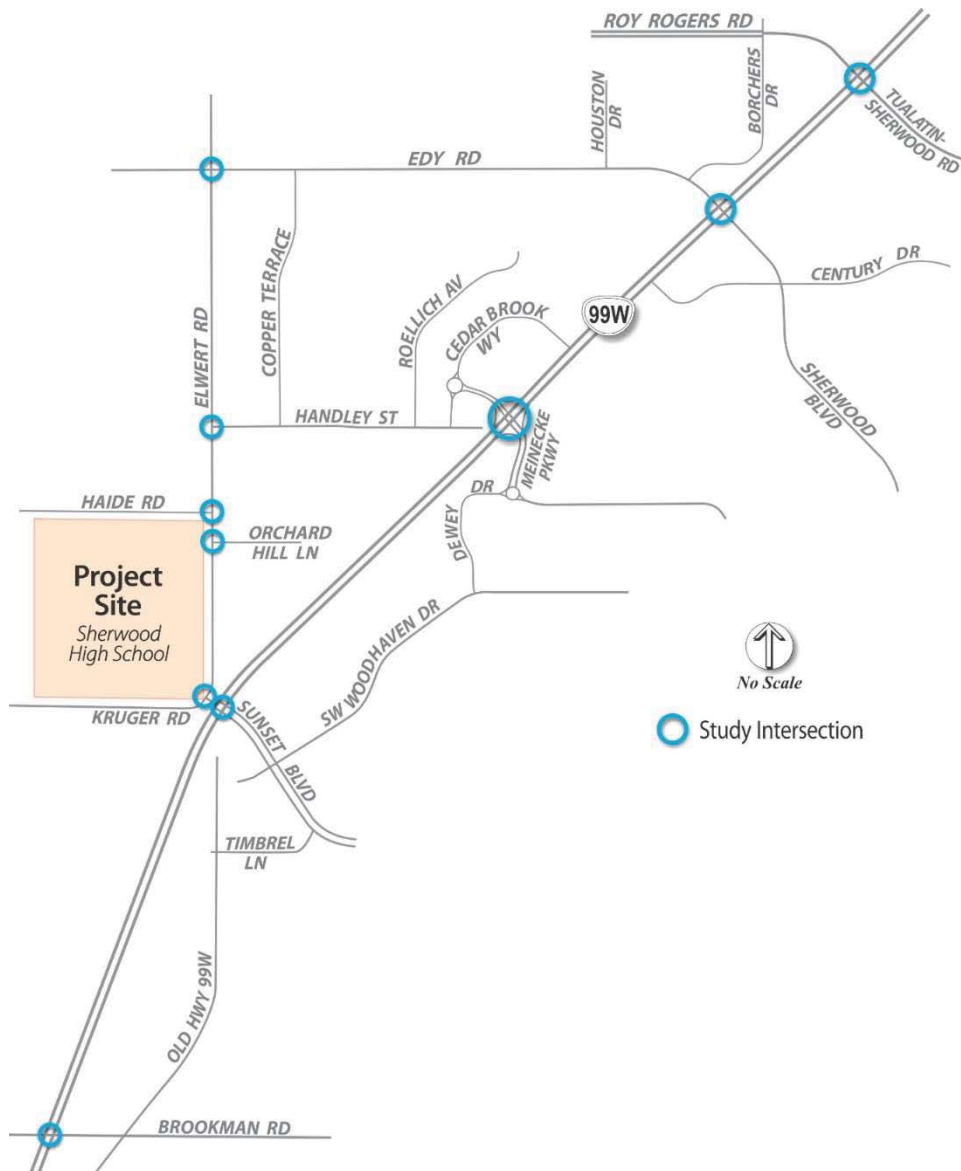 ROY ROGERS RD
HOUSTON
DR
BORCHERS
DR
TUALATIN-
SHERWOOD RD
EDY RD
CENTURY DR
COPPER TERRACE
ROELLICH AV
CEDAR BROOK
WY
99W
ELWERT RD
SHERWOOD
BLVD
HANDLEY ST
MEINECKE
PKWY
HAIDE RD
ORCHARD
HILL LN
DEWEY DR
Project
Site
Sherwood
High School
SW WOODHAVEN DR
No Scale
KRUGER RD
SUNSET BLVD
Study Intersection
TIMBREL
LN
OLD HWY 99W
BROOKMAN RD